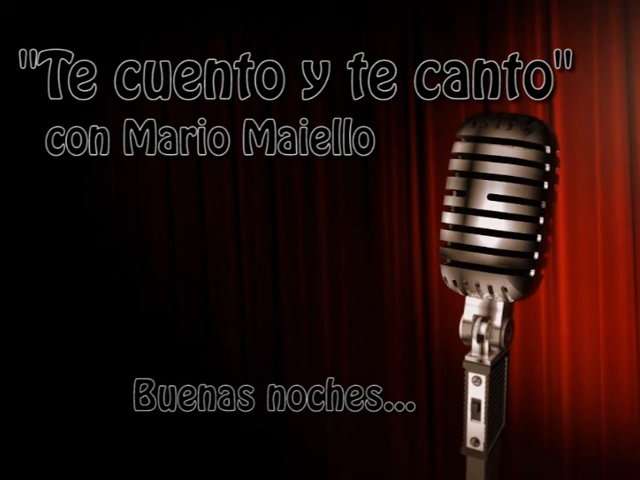 "Te cuento y te canto"
con Mario Maiello
Buenas noches...